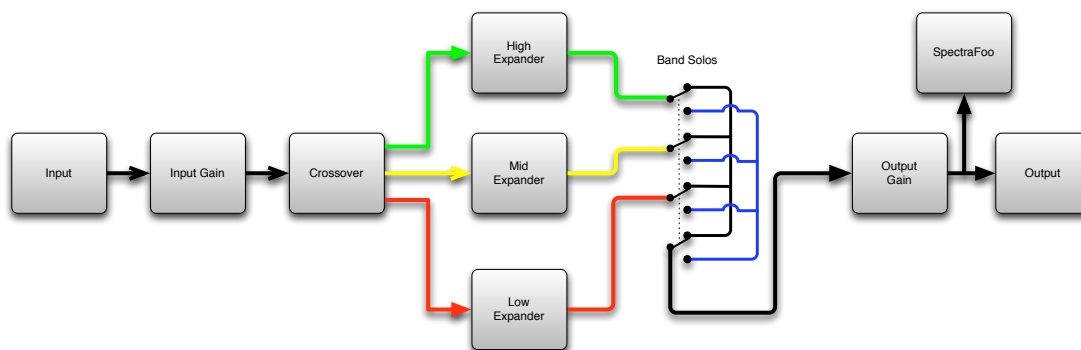 High
Expander
SpectraFoo
Band Solos
Input
Input Gain
Crossover
Mid
Expander
Output
Gain
Output
Low
Expander